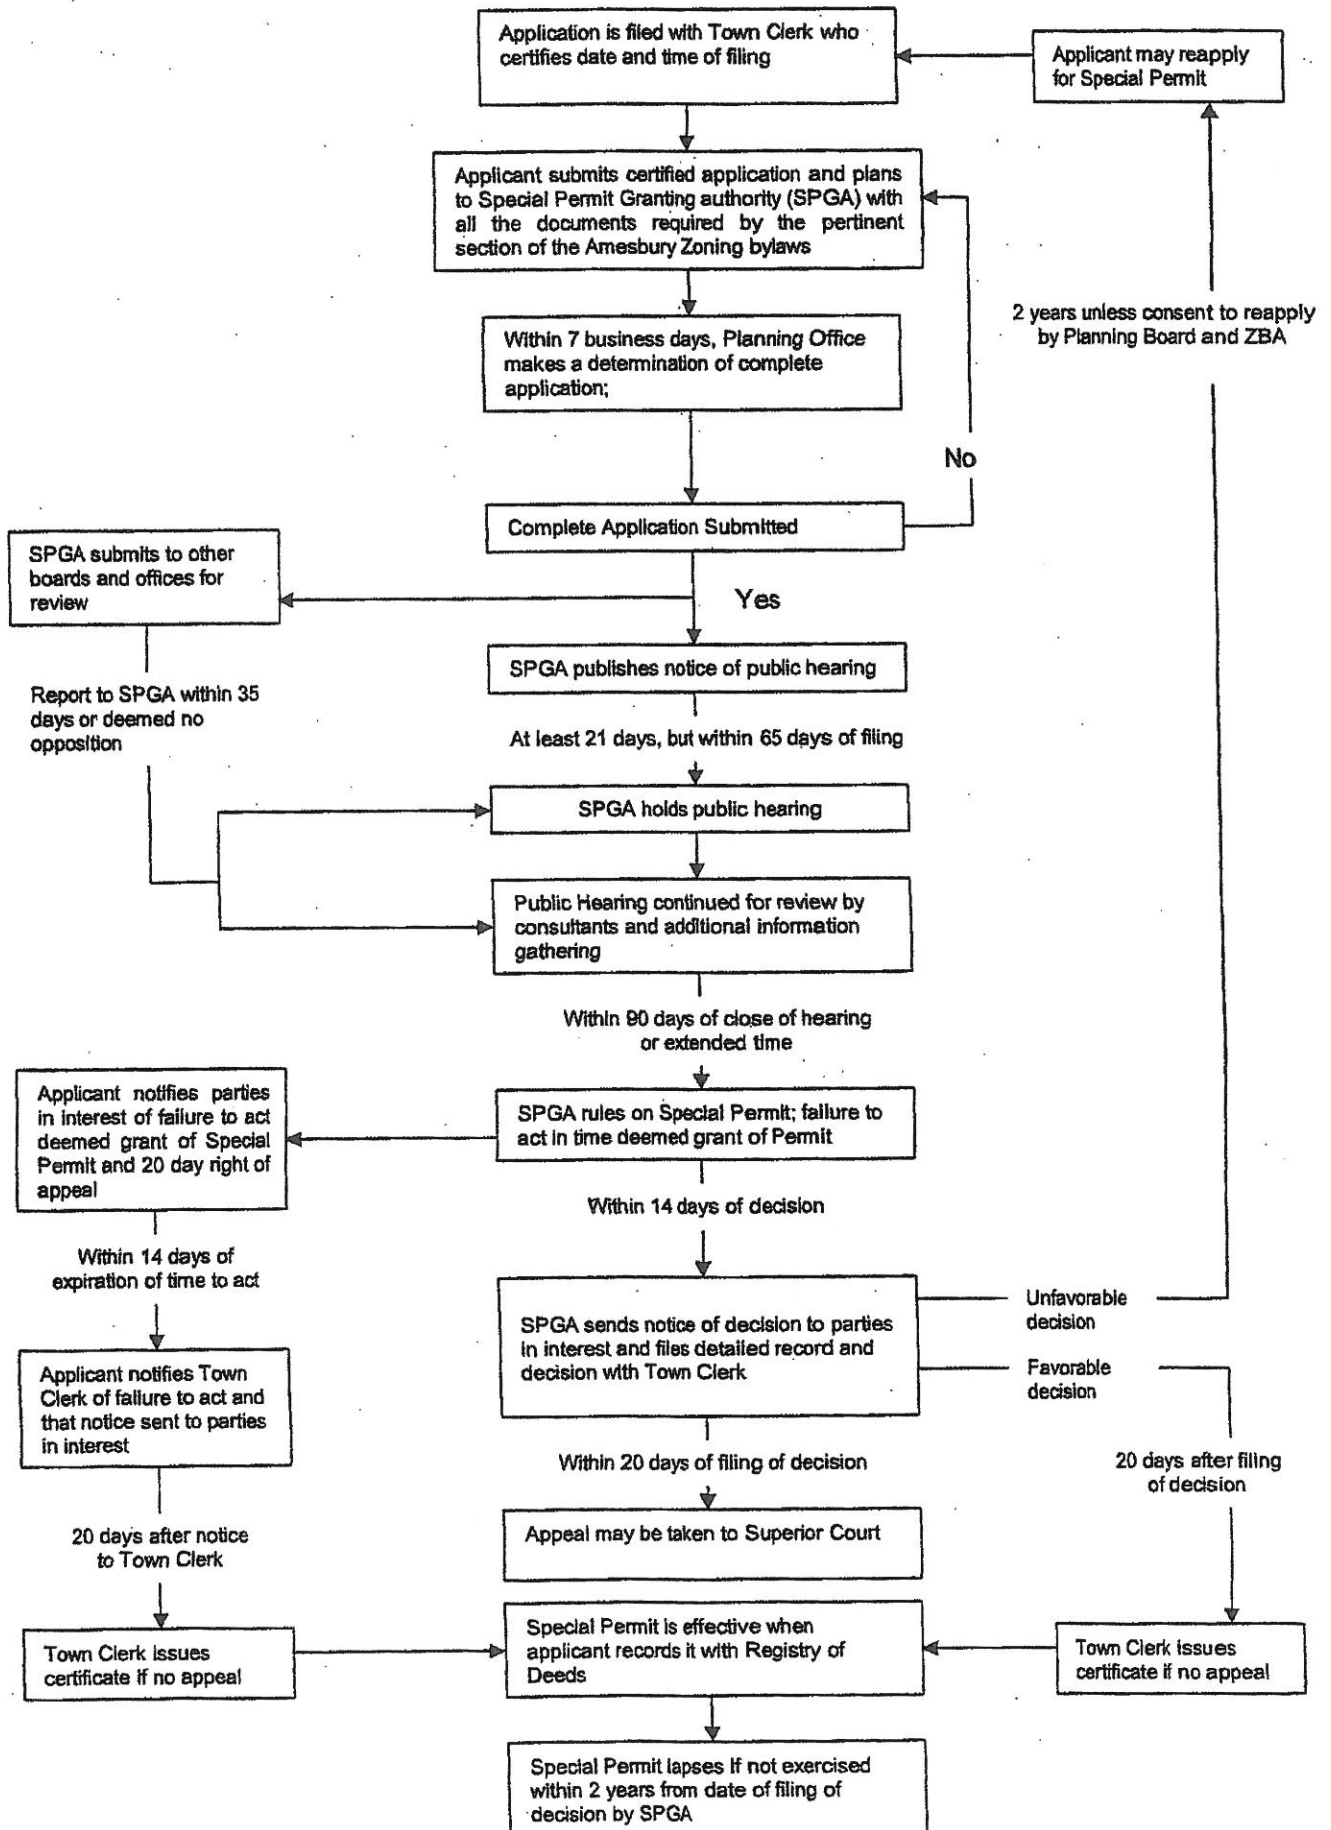 Application is filed with Town Clerk who
certifies date and time of filing
Applicant may reapply
for Special Permit
Applicant submits certified application and plans
to Special Permit Granting authority (SPGA) with
all the documents required by the pertinent
section of the Amesbury Zoning bylaws
2 years unless consent to reapply
by Planning Board and ZBA
Within 7 business days, Planning Office
makes a determination of complete
application;
No
Complete Application Submitted
SPGA submits to other
boards and offices for
review
Yes
SPGA publishes notice of public hearing
Report to SPGA within 35
days or deemed no
opposition
At least 21 days, but within 65 days of filing
SPGA holds public hearing
Public Hearing continued for review by
consultants and additional information
gathering
Within 90 days of close of hearing
or extended time
Applicant notifies parties
in interest of failure to act
deemed grant of Special
Permit and 20 day right of
appeal
SPGA rules on Special Permit; failure to
act in time deemed grant of Permit
Within 14 days of decision
Within 14 days of
expiration of time to act
SPGA sends notice of decision to parties
in interest and files detailed record and
decision with Town Clerk
Unfavorable
decision
Favorable
decision
Applicant notifies Town
Clerk of failure to act and
that notice sent to parties
in interest
Within 20 days of filing of decision
20 days after filing
of decision
Appeal may be taken to Superior Court
20 days after notice
to Town Clerk
Town Clerk issues
certificate if no appeal
Special Permit is effective when
applicant records it with Registry of
Deeds
Town Clerk issues
certificate if no appeal
Special Permit lapses if not exercised
within 2 years from date of filing of
decision by SPGA